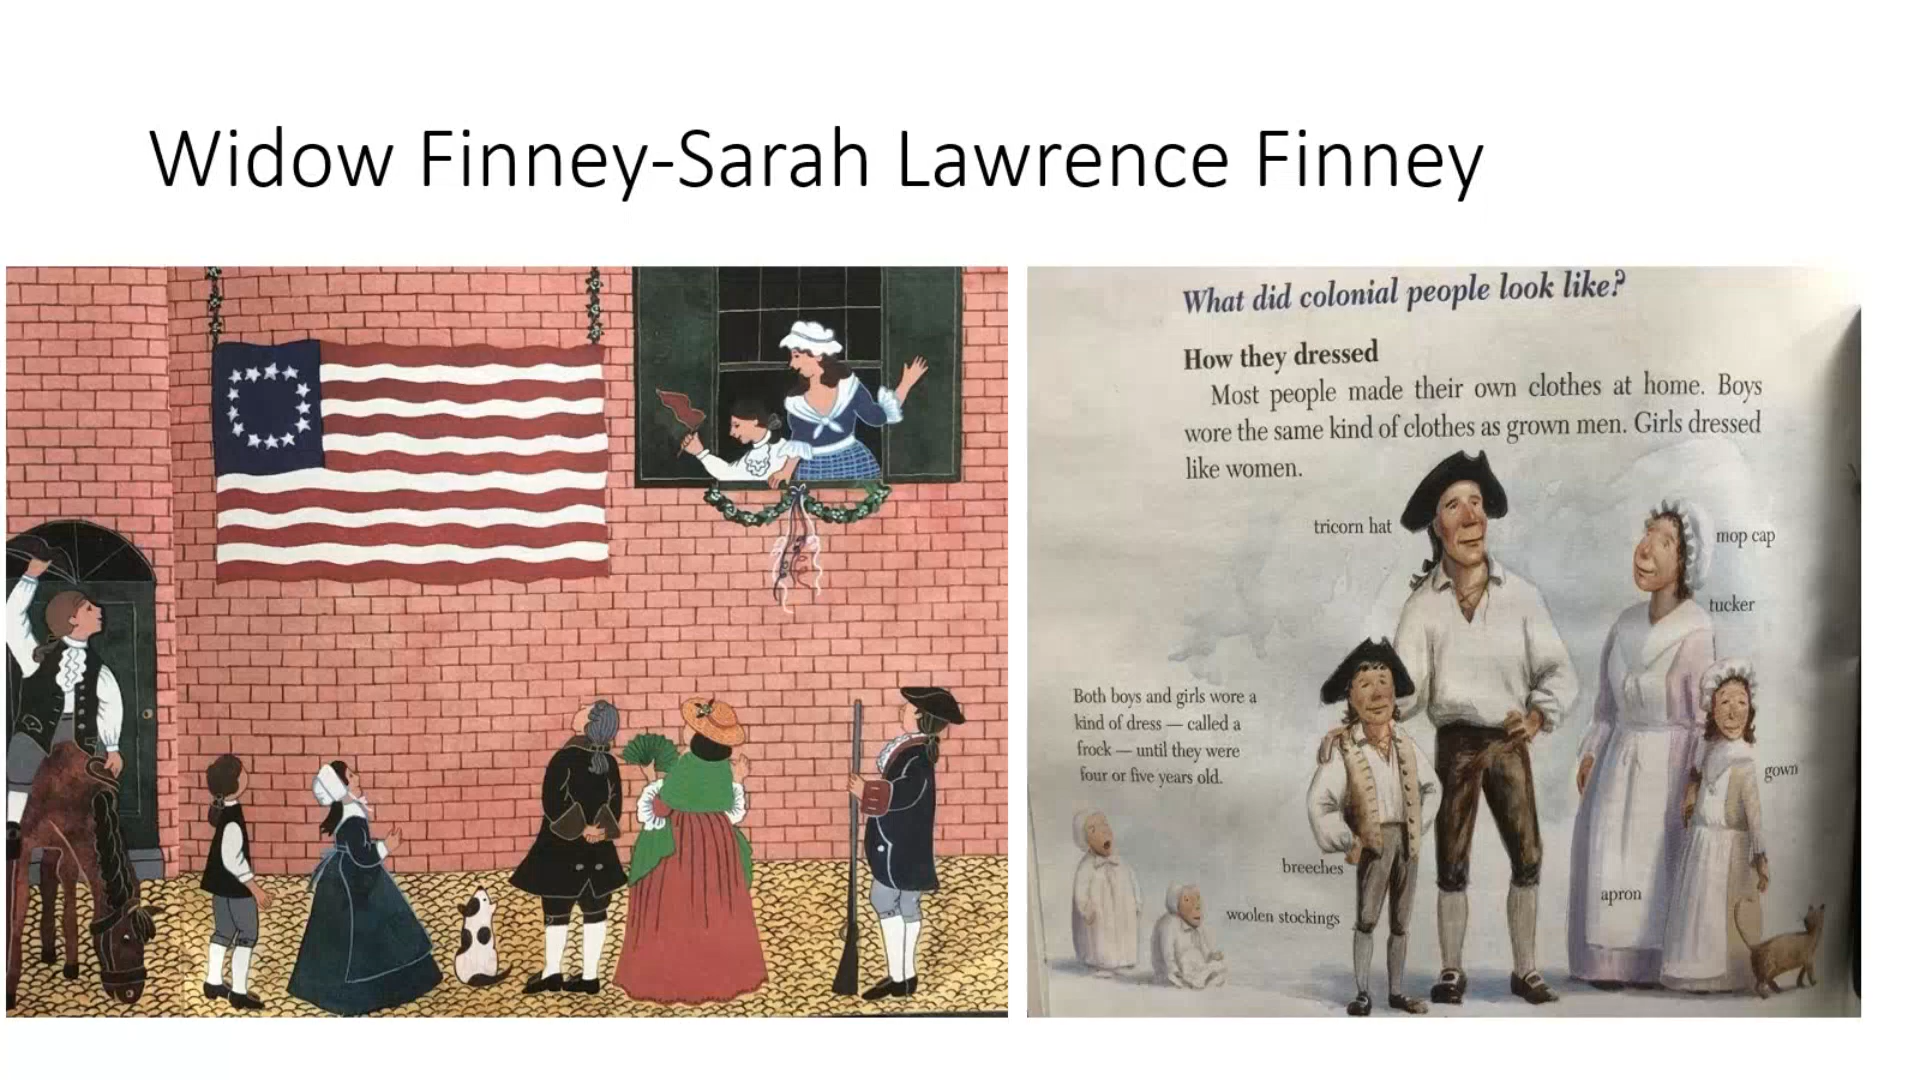 Widow Finney-Sarah Lawrence Finney
What did colonial people look like?
How they dressed
Most people made their own clothes at home. Boys
wore the same kind of clothes as grown men. Girls dressed
like women.
tricorn hat
mop cap
tucker
Both boys and girls wore a
kind of dress — called a
frock — until they were
four or five years old.
gown
breeches
apron
woolen stockings